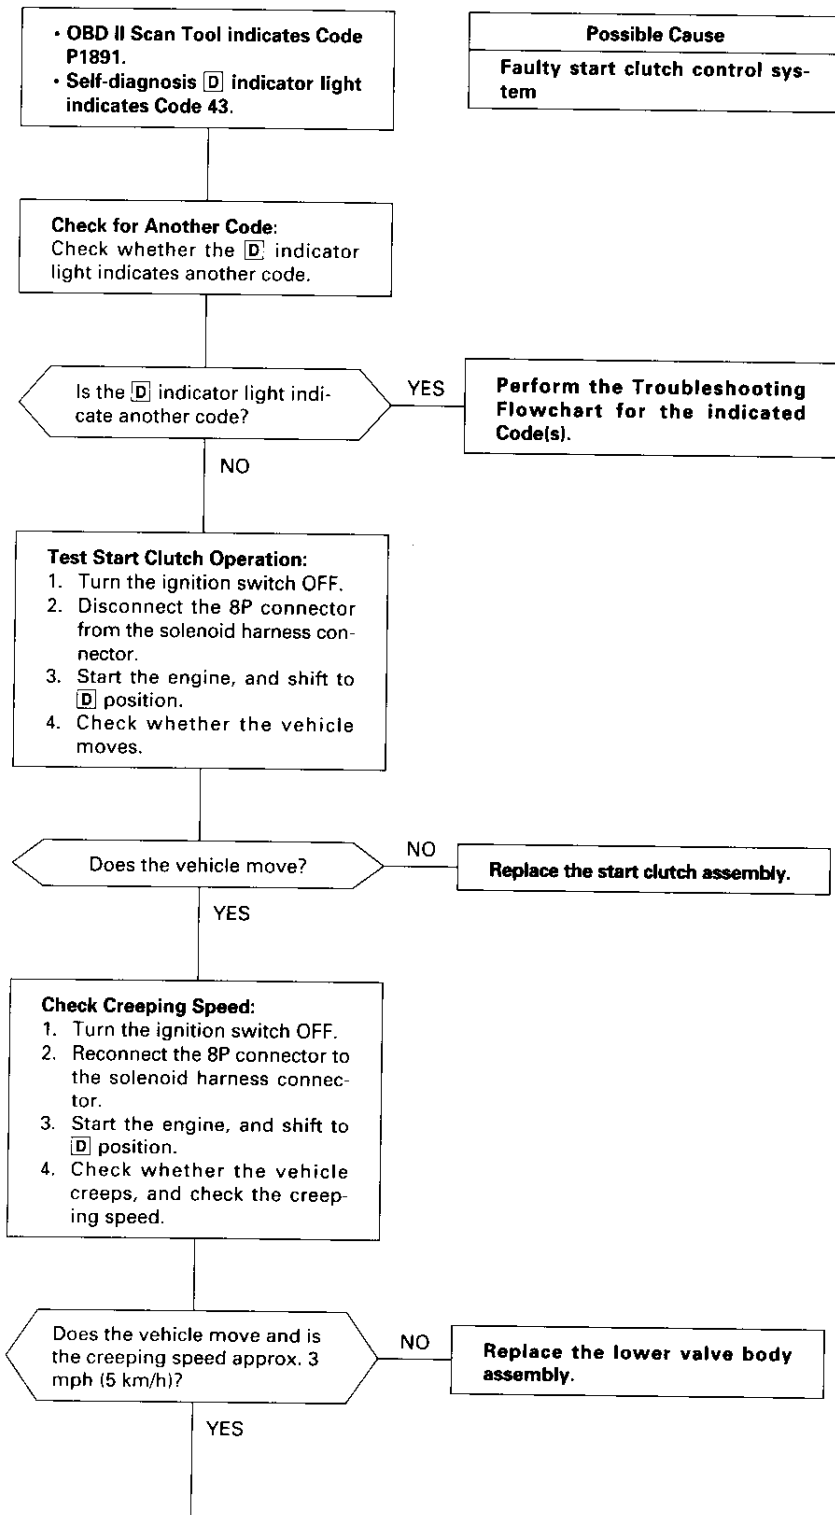 • OBD II Scan Tool indicates Code
P1891.
• Self-diagnosis D indicator light
indicates Code 43.
Possible Cause
Faulty start clutch control sys-
tem
Check for Another Code:
Check whether the D indicator
light indicates another code.
Is the D indicator light indi-
cate another code?
YES
Perform the Troubleshooting
Flowchart for the indicated
Code(s).
NO
Test Start Clutch Operation:
1. Turn the ignition switch OFF.
2. Disconnect the 8P connector
from the solenoid harness con-
nector.
3. Start the engine, and shift to
D position.
4. Check whether the vehicle
moves.
Does the vehicle move?
NO
Replace the start clutch assembly.
YES
Check Creeping Speed:
1. Turn the ignition switch OFF.
2. Reconnect the 8P connector to
the solenoid harness connec-
tor.
3. Start the engine, and shift to
D position.
4. Check whether the vehicle
creeps, and check the creep-
ing speed.
Does the vehicle move and is
the creeping speed approx. 3
mph (5 km/h)?
NO
Replace the lower valve body
assembly.
YES